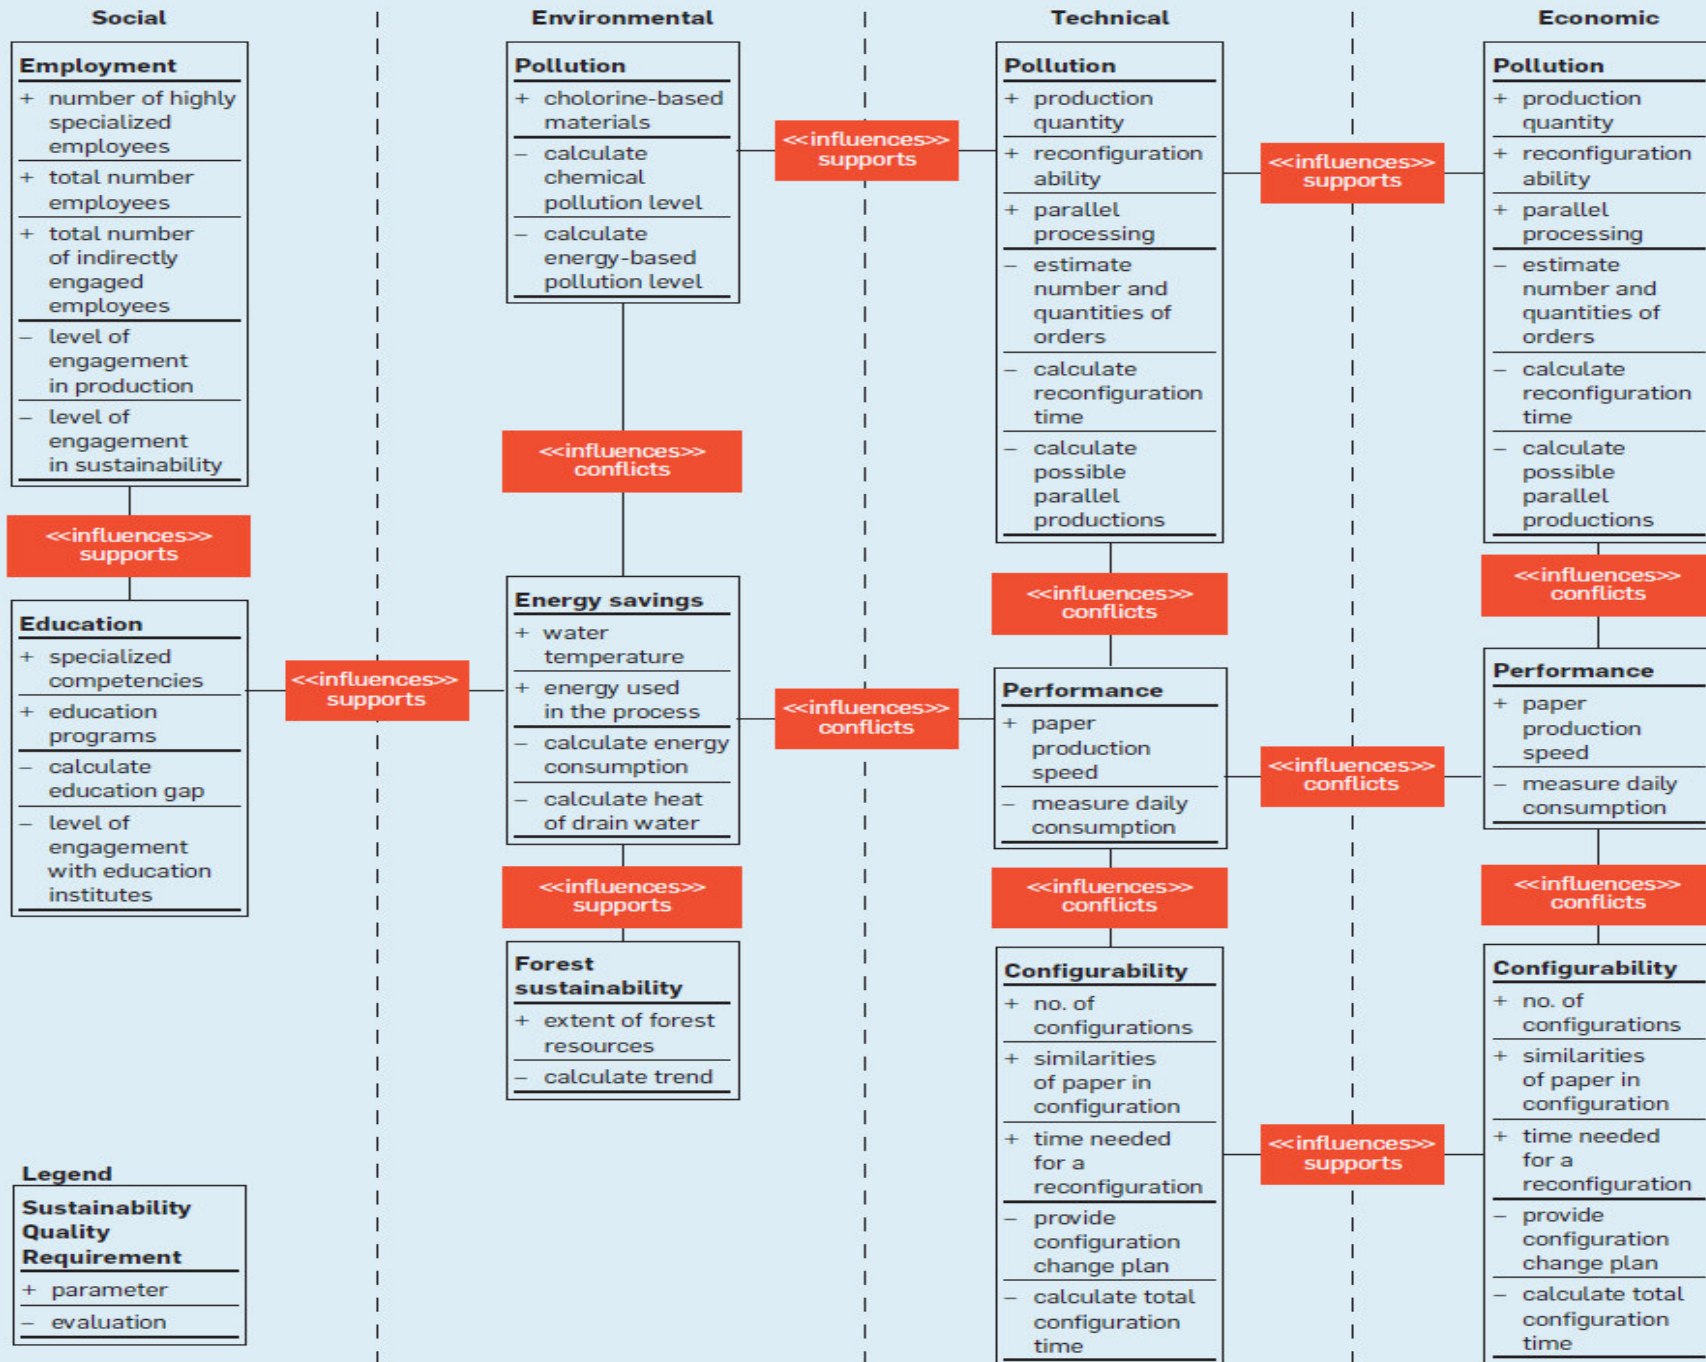 Social
Employment
+ number of highly
specialized
employees
+ total number
employees
+ total number
of indirectly
engaged
employees
– level of
engagement
in production
– level of
engagement
in sustainability
<<influences>>
supports
Education
+ specialized
competencies
+ education
programs
– calculate
education gap
– level of
engagement
with education
institutes
<<influences>>
supports
Environmental
Pollution
+ cholorine-based
materials
– calculate
chemical
pollution level
– calculate
energy-based
pollution level
<<influences>>
supports
<<influences>>
conflicts
Energy savings
+ water
temperature
+ energy used
in the process
– calculate energy
consumption
– calculate heat
of drain water
<<influences>>
conflicts
<<influences>>
supports
Forest
sustainability
+ extent of forest
resources
– calculate trend
Technical
Pollution
+ production
quantity
+ reconfiguration
ability
+ parallel
processing
– estimate
number and
quantities of
orders
– calculate
reconfiguration
time
– calculate
possible
parallel
productions
<<influences>>
supports
<<influences>>
conflicts
Performance
+ paper
production
speed
– measure daily
consumption
<<influences>>
conflicts
<<influences>>
conflicts
Configurability
+ no. of
configurations
+ similarities
of paper in
configuration
+ time needed
for a
reconfiguration
– provide
configuration
change plan
– calculate total
configuration
time
<<influences>>
supports
Economic
Pollution
+ production
quantity
+ reconfiguration
ability
+ parallel
processing
– estimate
number and
quantities of
orders
– calculate
reconfiguration
time
– calculate
possible
parallel
productions
<<influences>>
conflicts
Performance
+ paper
production
speed
– measure daily
consumption
<<influences>>
conflicts
Configurability
+ no. of
configurations
+ similarities
of paper in
configuration
+ time needed
for a
reconfiguration
– provide
configuration
change plan
– calculate total
configuration
time
Legend
Sustainability
Quality
Requirement
+ parameter
– evaluation